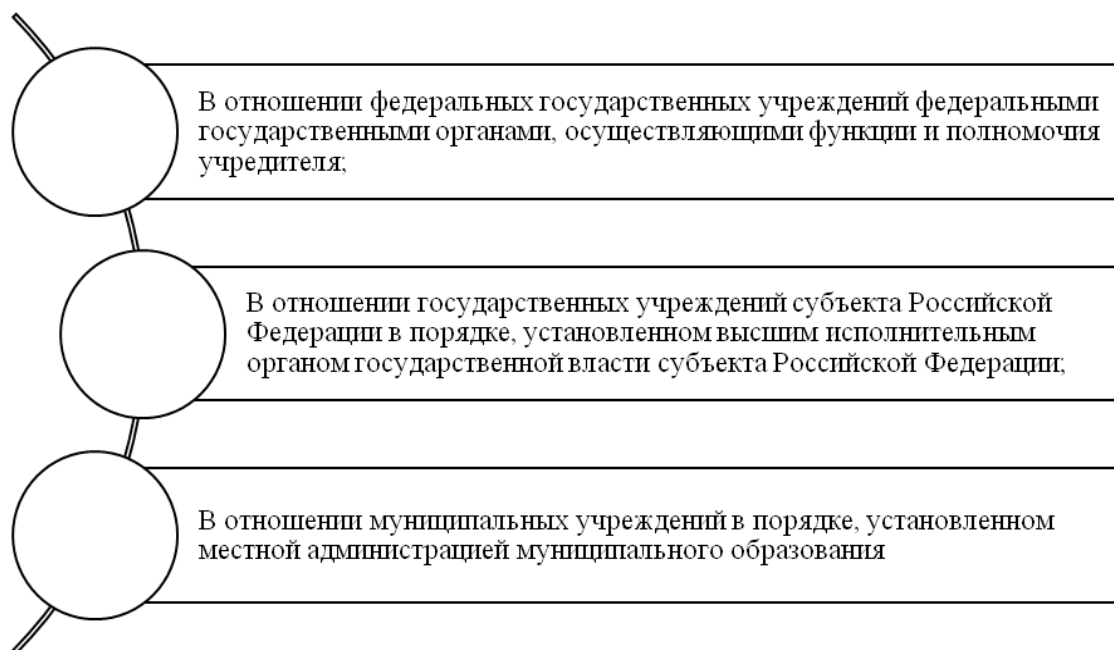 В отношении федеральных государственных учреждений федеральными
государственными органами, осуществляющими функции и полномочия
учредителя;
В отношении государственных учреждений субъекта Российской
Федерации в порядке, установленном высшим исполнительным
органом государственной власти субъекта Российской Федерации;
В отношении муниципальных учреждений в порядке, установленном
местной администрацией муниципального образования